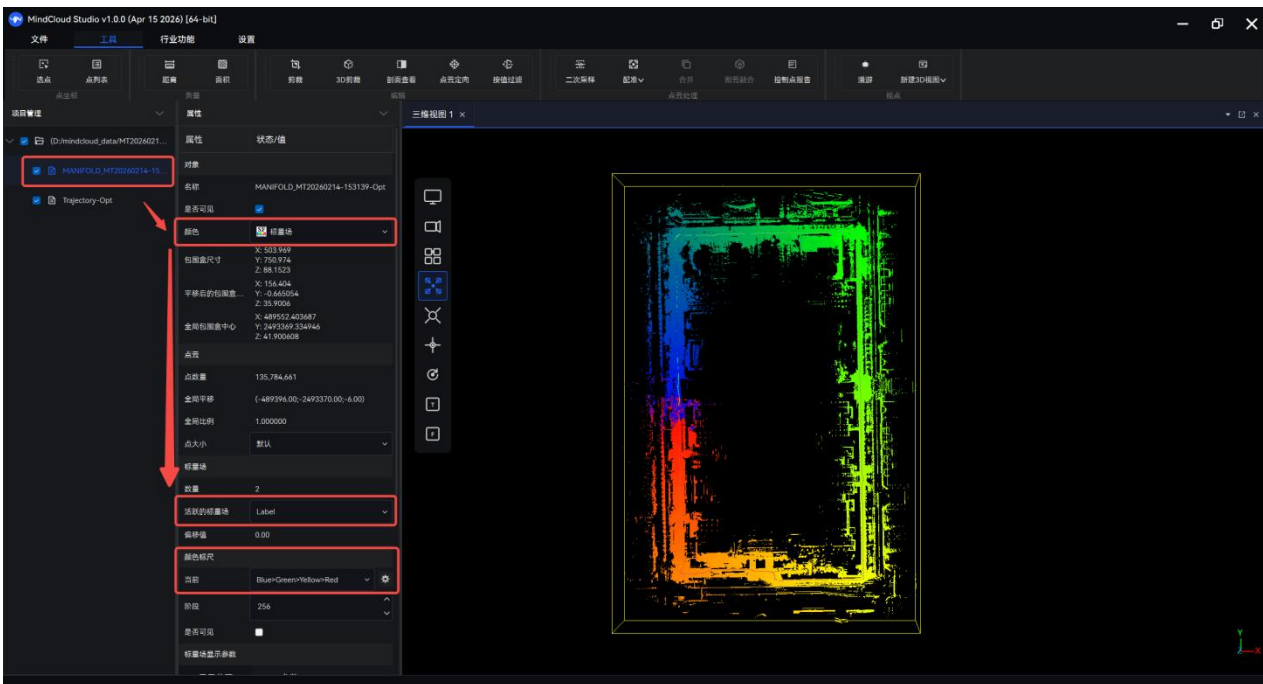 MindCloud Studio v1.0.0 (Apr 15 2026) [64-bit]
文件 工具 行业功能 设置
选点 点列表 距离 面积 剪裁 3D剪裁 剖面查看 点云定向 按值过滤 二次采样 配准 合并 图云融合 控制点报告 漫游 新建3D视图
点坐标 测量 编辑 点云处理 视点
项目管理 属性 三维视图 1 ×
(D:/mindcloud_data/MT2026021...
MANIFOLD_MT20260214-15...
Trajectory-Opt
属性 状态/值
对象
名称 MANIFOLD_MT20260214-153139-Opt
是否可见
颜色 标量场
包围盒尺寸
X: 503.969
Y: 750.974
Z: 88.1523
平移后的包围盒...
X: 156.404
Y: -0.665054
Z: 35.9006
全局包围盒中心
X: 489552.403687
Y: 2493369.334946
Z: 41.900608
点云
点数量 135,784,661
全局平移 (-489396.00;-2493370.00;-6.00)
全局比例 1.000000
点大小 默认
标量场
数量 2
活跃的标量场 Label
偏移值 0.00
颜色标尺
当前 Blue>Green>Yellow>Red
阶段 256
是否可见
标量场显示参数
T
F
Y
Z X